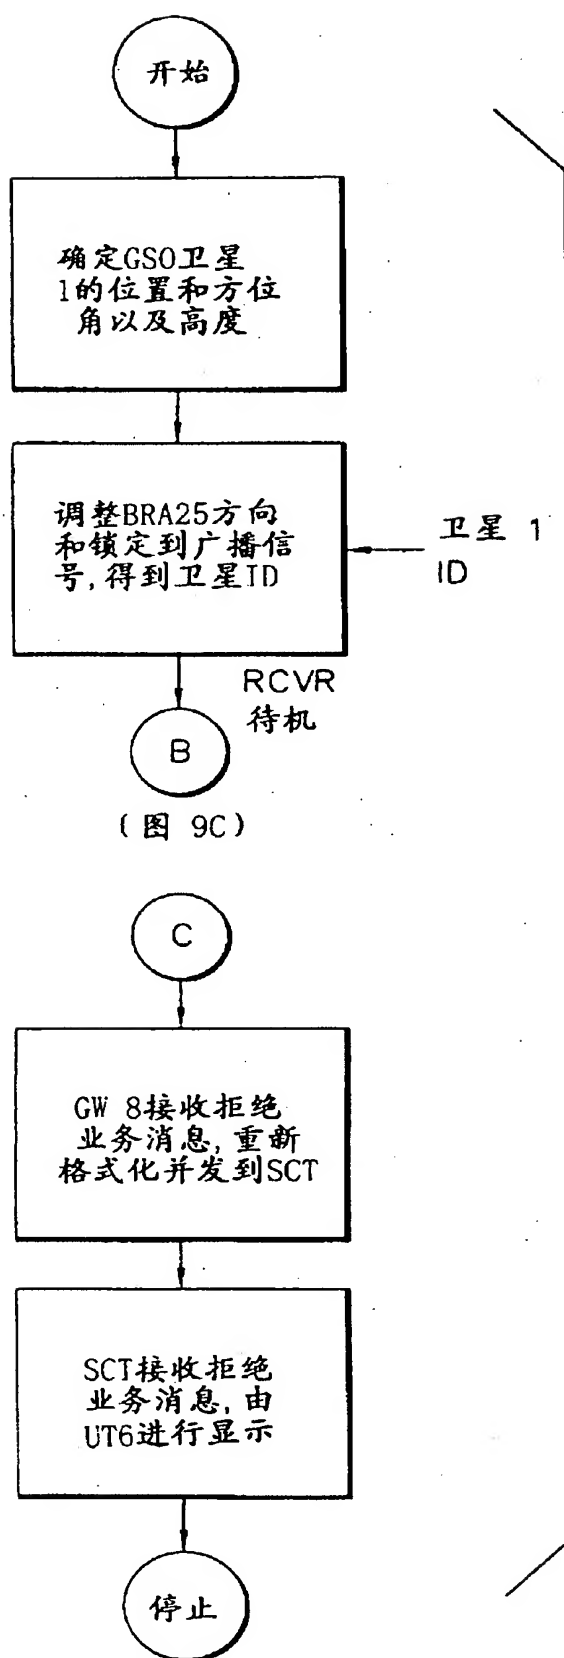 开始
确定GSO卫星
1的位置和方位
角以及高度
调整BRA25方向
和锁定到广播信
号,得到卫星ID
卫星 1
ID
RCVR
待机
B
(图 9C)
C
GW 8接收拒绝
业务消息,重新
格式化并发到SCT
SCT接收拒绝
业务消息,由
UT6进行显示
停止